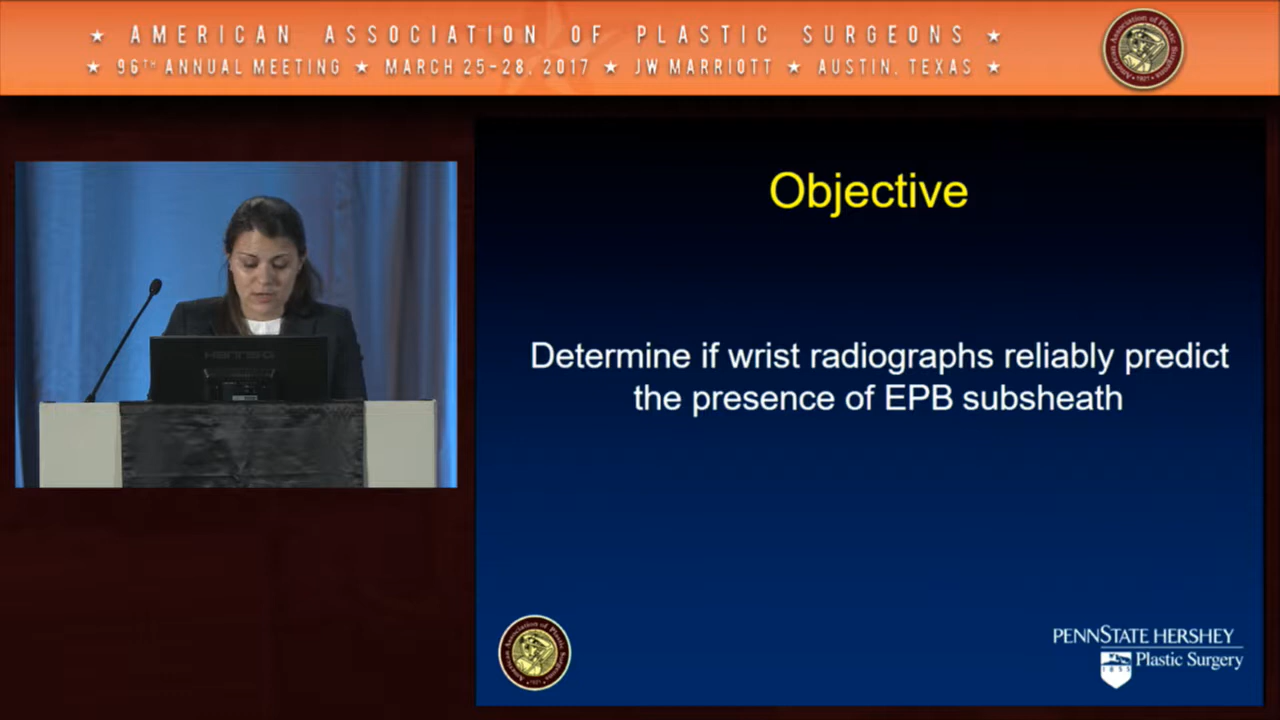 ★ AMERICAN ASSOCIATION OF PLASTIC SURGEONS ★
★ 96TH ANNUAL MEETING ★ MARCH 25-28, 2017 ★ JW MARRIOTT ★ AUSTIN, TEXAS ★
Objective
Determine if wrist radiographs reliably predict
the presence of EPB subsheath
PENNSTATE HERSHEY
Plastic Surgery
1855